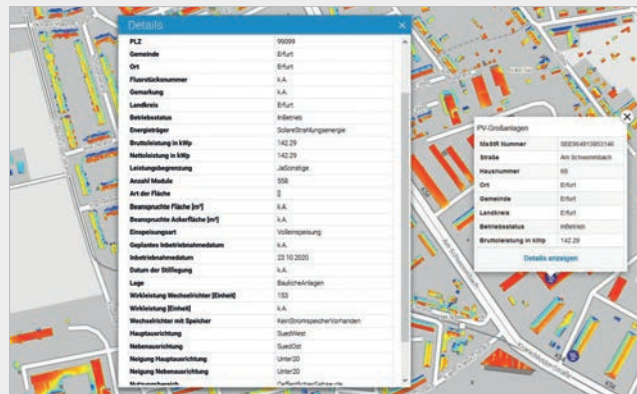 Details
PLZ 99099
Gemeinde Erfurt
Ort Erfurt
Flurstücksnummer k.A.
Gemarkung k.A.
Landkreis Erfurt
Betriebsstatus InBetrieb
Energieträger SolareStrahlungsenergie
Bruttoleistung in kWp 142.29
Nettoleistung in kWp 142.29
Leistungsbegrenzung JaSonstige
Anzahl Module 558
Art der Fläche []
Beanspruchte Fläche [m²] k.A.
Beanspruchte Ackerfläche [m²] k.A.
Einspeisungsart Volleinspeisung
Geplantes Inbetriebnahmedatum k.A.
Inbetriebnahmedatum 23.10.2020
Datum der Stilllegung k.A.
Lage BaulicheAnlagen
Wirkleistung Wechselrichter [Einheit] 153
Wirkleistung [Einheit] k.A.
Wechselrichter mit Speicher KeinStromspeicherVorhanden
Hauptausrichtung SuedWest
Nebenausrichtung SuedOst
Neigung Hauptausrichtung Unter20
Neigung Nebenausrichtung Unter20
Nutzungsbereich OeffentlichesGebaeude
PV-Großanlagen
MaStR Nummer
Straße Am Schwemmbach
Hausnummer
Ort Erfurt
Gemeinde Erfurt
Landkreis Erfurt
Betriebsstatus InBetrieb
Bruttoleistung in kWp 142.29
Details anzeigen
Am Schwemmbach